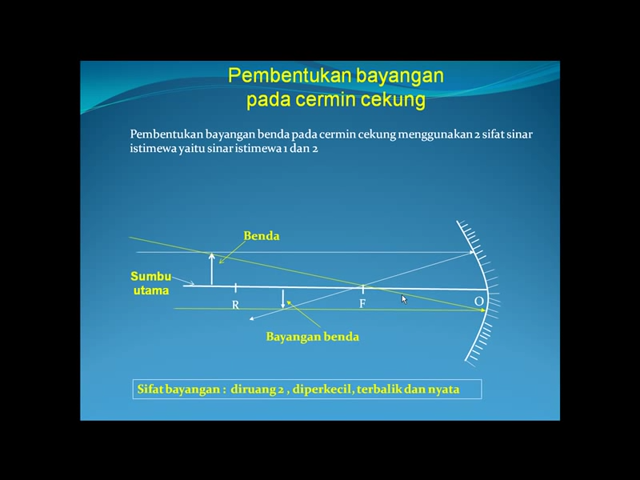 Pembentukan bayangan
pada cermin cekung
Pembentukan bayangan benda pada cermin cekung menggunakan 2 sifat sinar
istimewa yaitu sinar istimewa 1 dan 2
Benda
Sumbu
utama
R
F
O
Bayangan benda
Sifat bayangan : diruang 2 , diperkecil, terbalik dan nyata